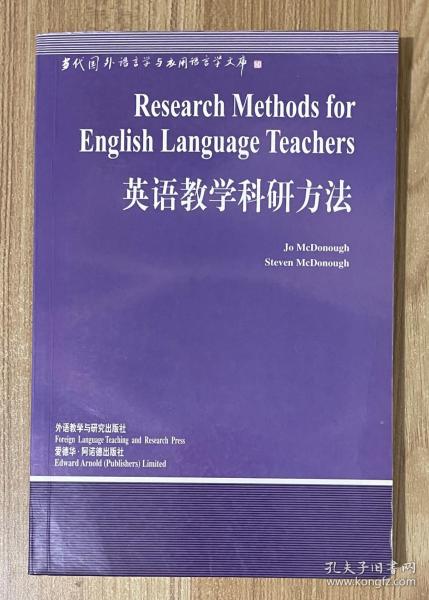 当代国外语言学与应用语言学文库
Research Methods for
English Language Teachers
英语教学科研方法
Jo McDonough
Steven McDonough
外语教学与研究出版社
Foreign Language Teaching and Research Press
爱德华·阿诺德出版社
Edward Arnold (Publishers) Limited
孔夫子旧书网